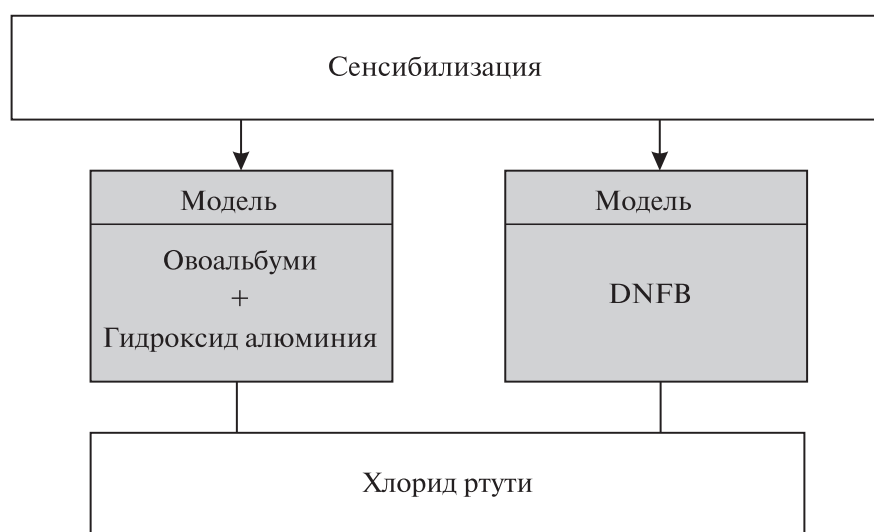 Сенсибилизация
Модель
Овоальбуми
+
Гидроксид алюминия
Модель
DNFB
Хлорид ртути